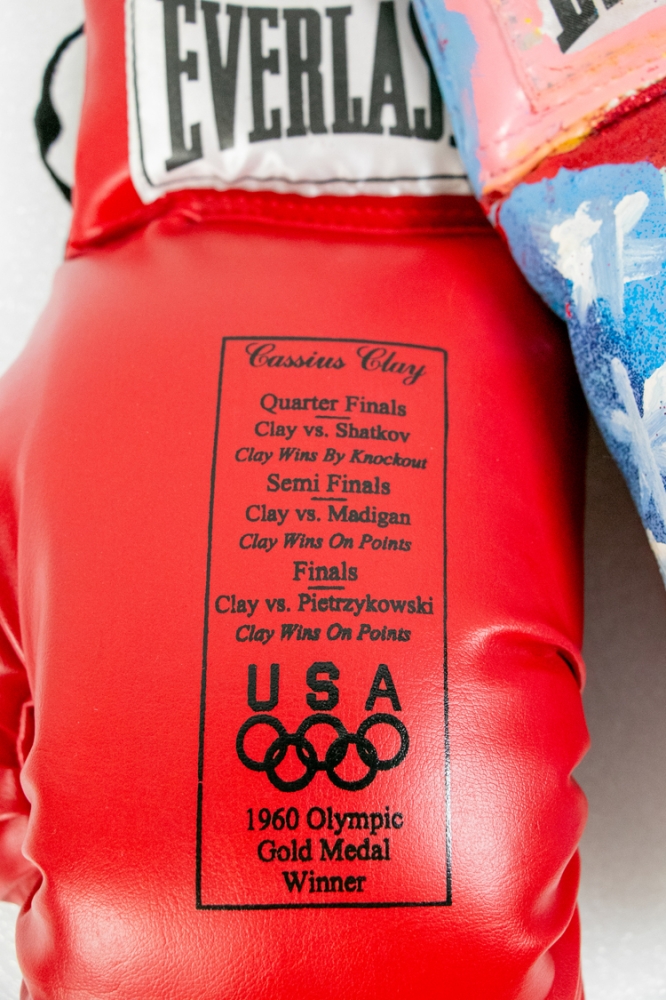 EVERLAS
Cassius Clay
Quarter Finals
Clay vs. Shatkov
Clay Wins By Knockout
Semi Finals
Clay vs. Madigan
Clay Wins On Points
Finals
Clay vs. Pietrzykowski
Clay Wins On Points
USA
1960 Olympic
Gold Medal
Winner